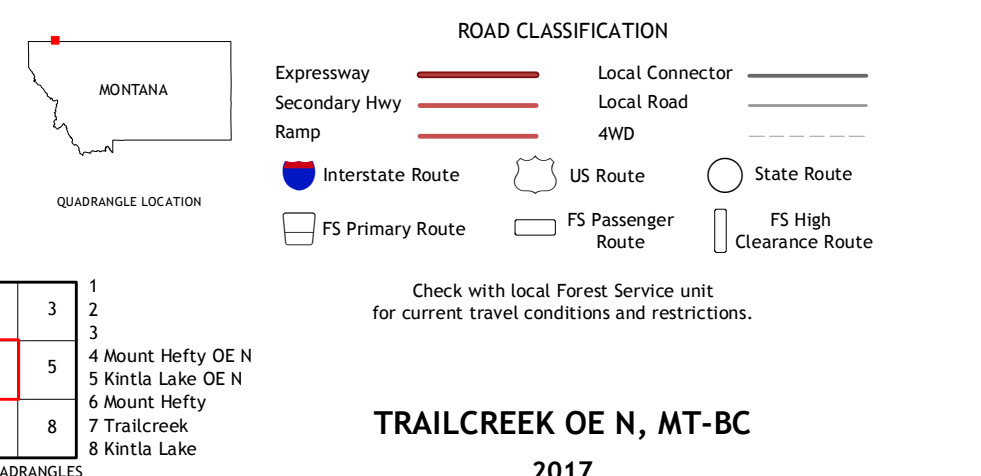 ROAD CLASSIFICATION
MONTANA
QUADRANGLE LOCATION
Expressway
Secondary Hwy
Ramp
Local Connector
Local Road
4WD
Interstate Route
US Route
State Route
FS Primary Route
FS Passenger
Route
FS High
Clearance Route
Check with local Forest Service unit
for current travel conditions and restrictions.
3
5
8
1
2
3
4 Mount Hefty OE N
5 Kintla Lake OE N
6 Mount Hefty
7 Trailcreek
8 Kintla Lake
ADRANGLES
TRAILCREEK OE N, MT-BC
2017